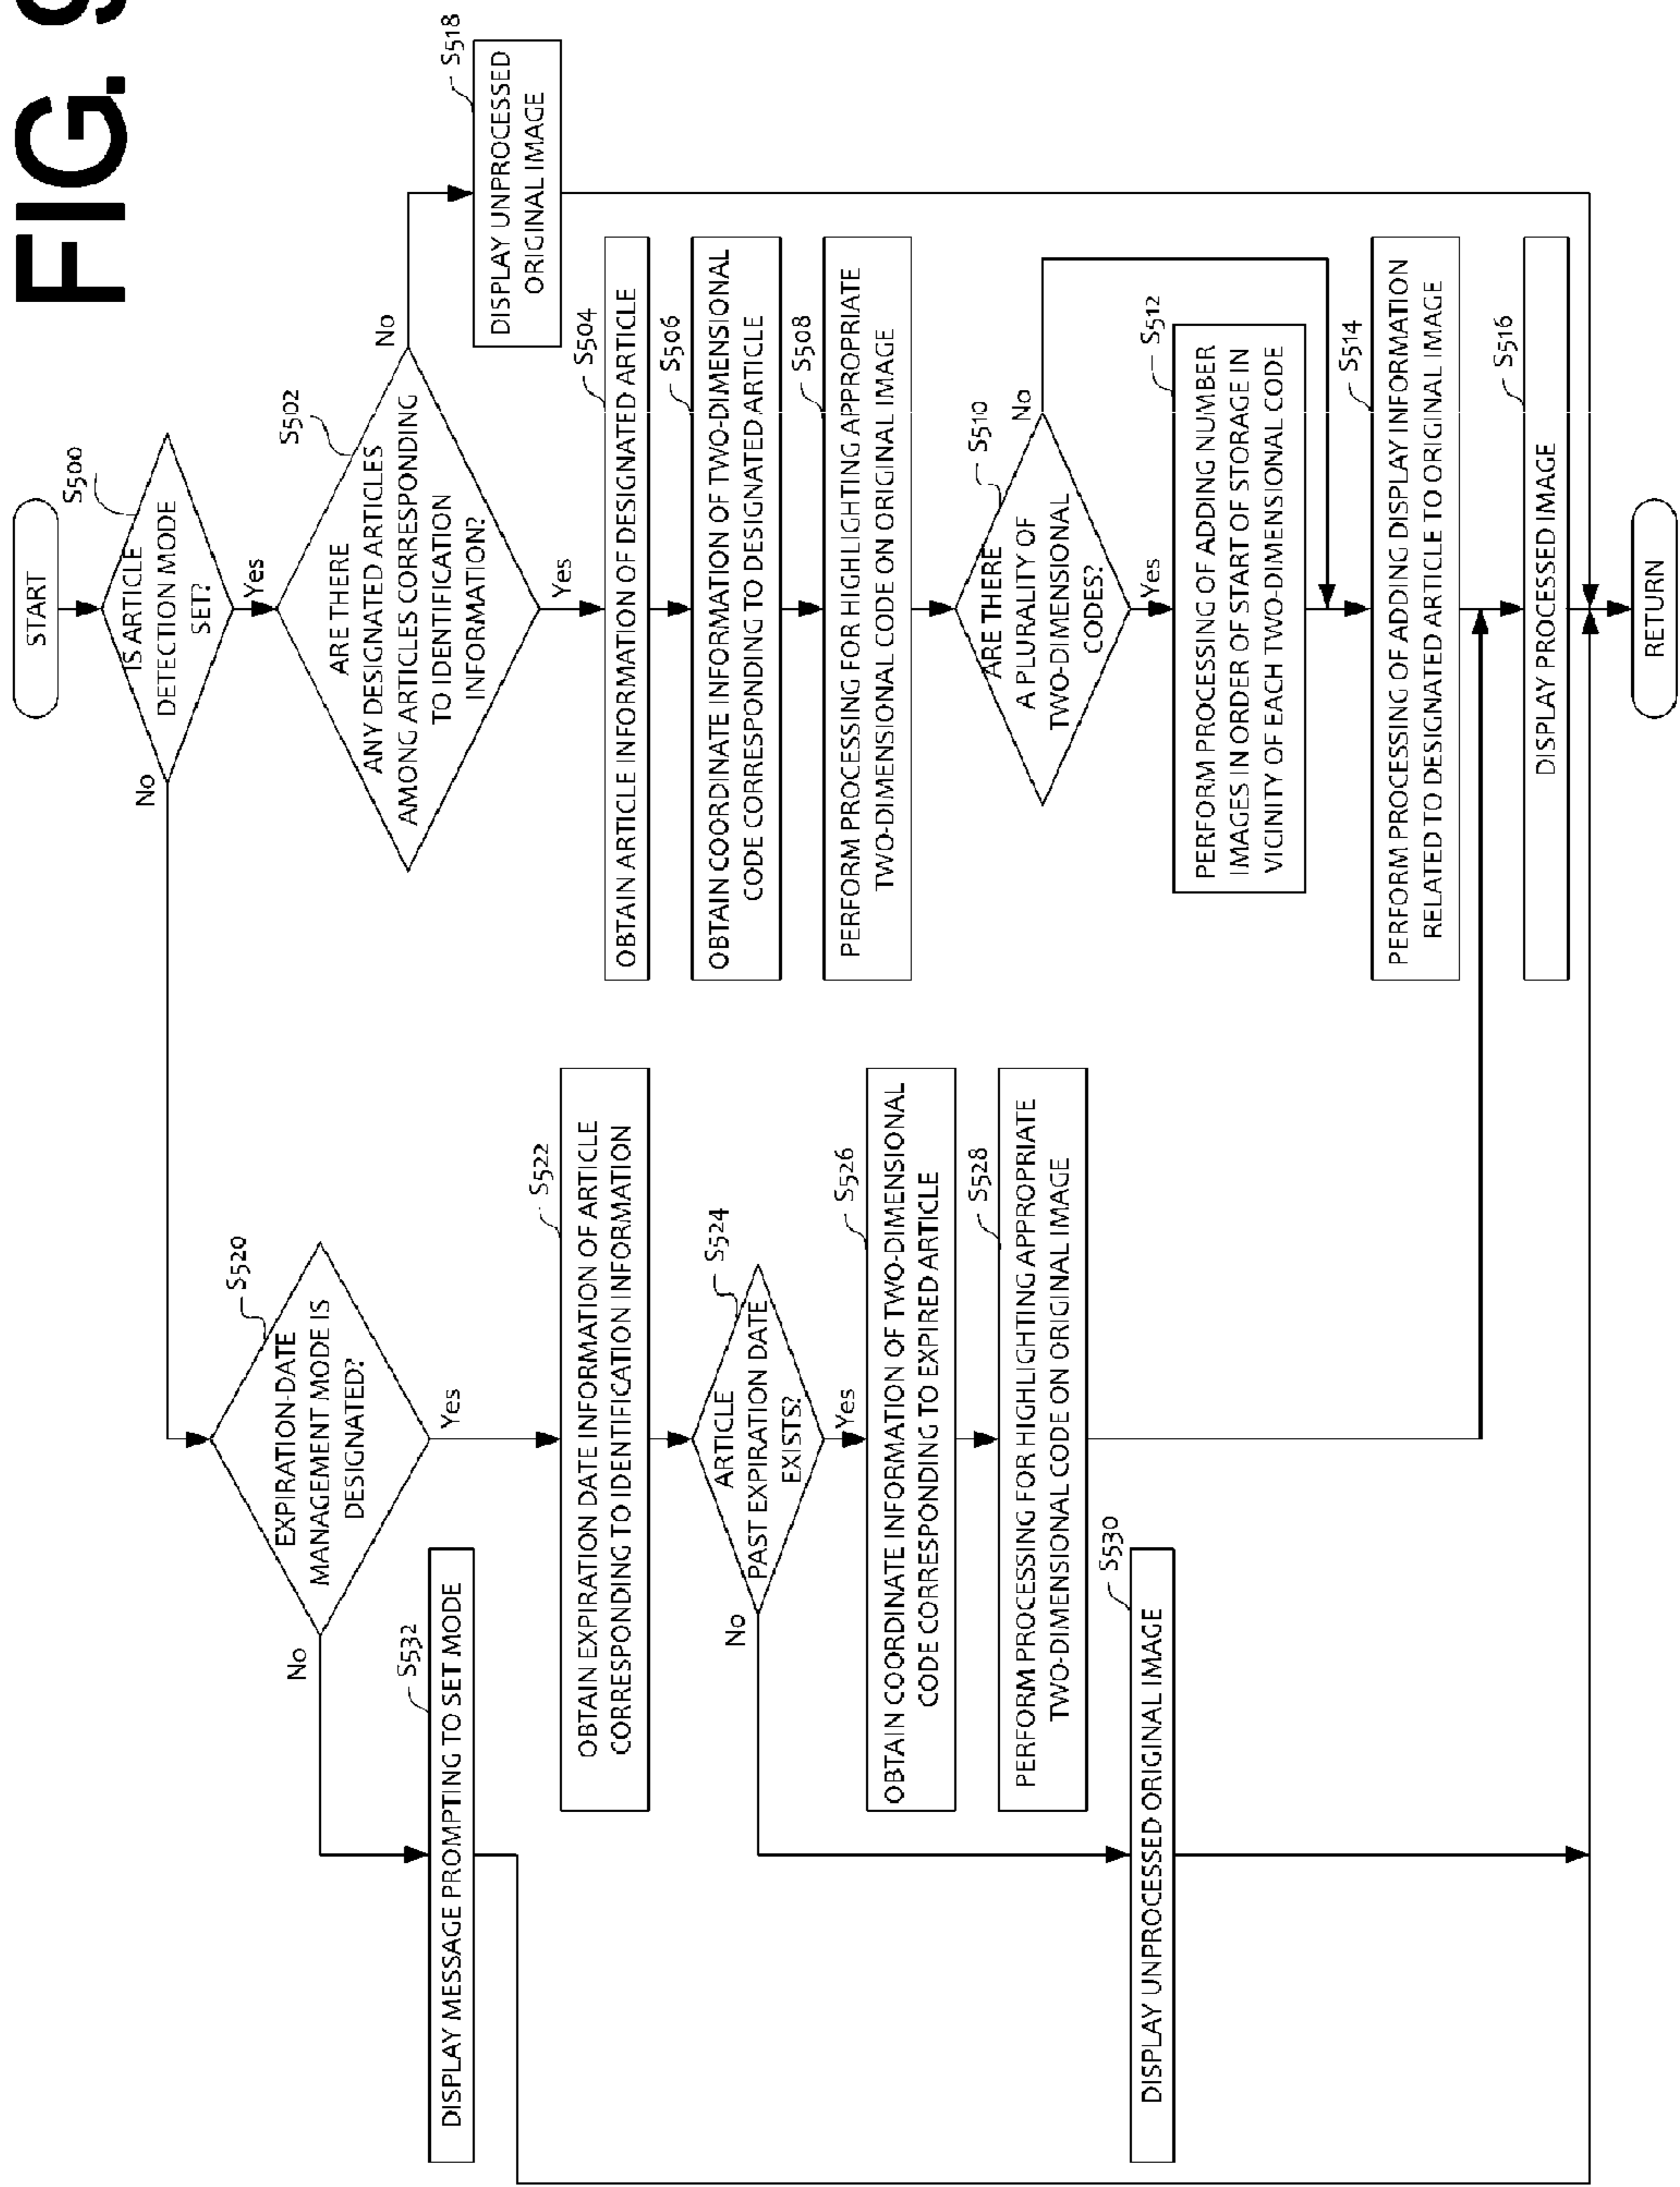 FIG. 9
START
S500
IS ARTICLE
DETECTION MODE
SET?
No
Yes
S502
ARE THERE
ANY DESIGNATED ARTICLES
AMONG ARTICLES CORRESPONDING
TO IDENTIFICATION
INFORMATION?
No
Yes
S518
DISPLAY UNPROCESSED
ORIGINAL IMAGE
S504
OBTAIN ARTICLE INFORMATION OF DESIGNATED ARTICLE
S506
OBTAIN COORDINATE INFORMATION OF TWO-DIMENSIONAL
CODE CORRESPONDING TO DESIGNATED ARTICLE
S508
PERFORM PROCESSING FOR HIGHLIGHTING APPROPRIATE
TWO-DIMENSIONAL CODE ON ORIGINAL IMAGE
S510
ARE THERE
A PLURALITY OF
TWO-DIMENSIONAL
CODES?
No
Yes
S512
PERFORM PROCESSING OF ADDING NUMBER
IMAGES IN ORDER OF START OF STORAGE IN
VICINITY OF EACH TWO-DIMENSIONAL CODE
S514
PERFORM PROCESSING OF ADDING DISPLAY INFORMATION
RELATED TO DESIGNATED ARTICLE TO ORIGINAL IMAGE
S516
DISPLAY PROCESSED IMAGE
RETURN
S520
EXPIRATION-DATE
MANAGEMENT MODE IS
DESIGNATED?
No
Yes
S532
DISPLAY MESSAGE PROMPTING TO SET MODE
S522
OBTAIN EXPIRATION DATE INFORMATION OF ARTICLE
CORRESPONDING TO IDENTIFICATION INFORMATION
S524
ARTICLE
PAST EXPIRATION DATE
EXISTS?
No
Yes
S526
OBTAIN COORDINATE INFORMATION OF TWO-DIMENSIONAL
CODE CORRESPONDING TO EXPIRED ARTICLE
S528
PERFORM PROCESSING FOR HIGHLIGHTING APPROPRIATE
TWO-DIMENSIONAL CODE ON ORIGINAL IMAGE
S530
DISPLAY UNPROCESSED ORIGINAL IMAGE